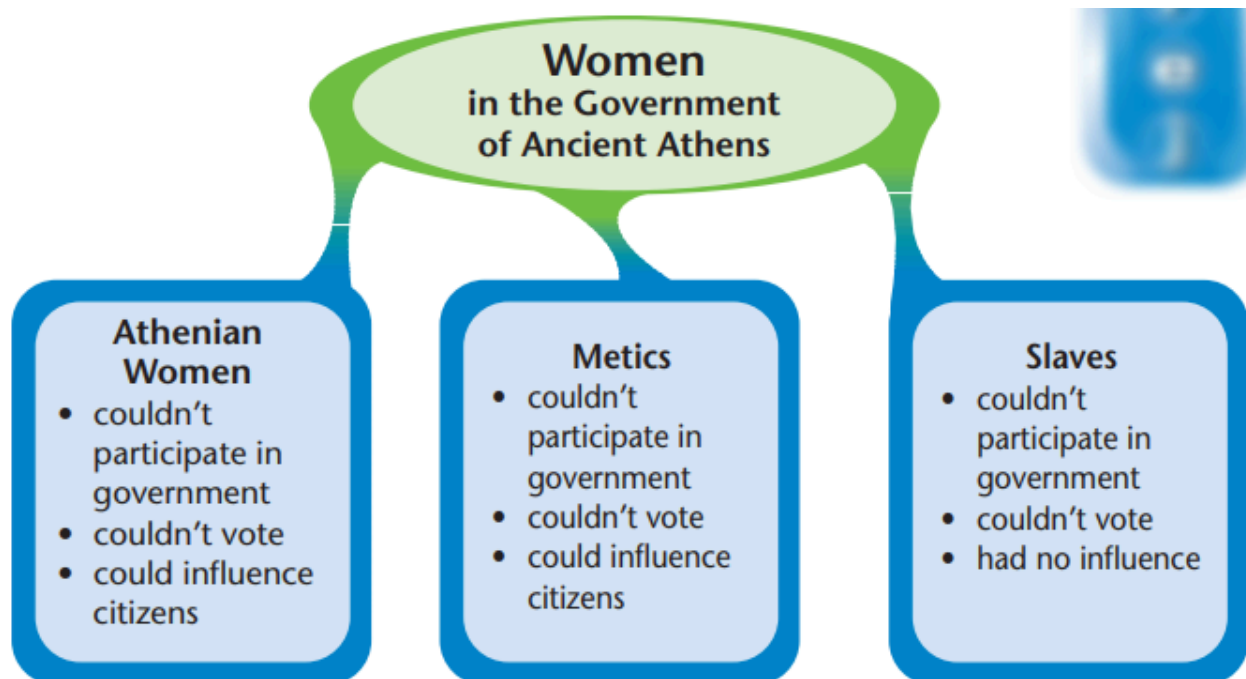 Women
in the Government
of Ancient Athens
Athenian
Women
• couldn't
participate in
government
• couldn't vote
• could influence
citizens
Metics
• couldn't
participate in
government
• couldn't vote
• could influence
citizens
Slaves
• couldn't
participate in
government
• couldn't vote
• had no influence